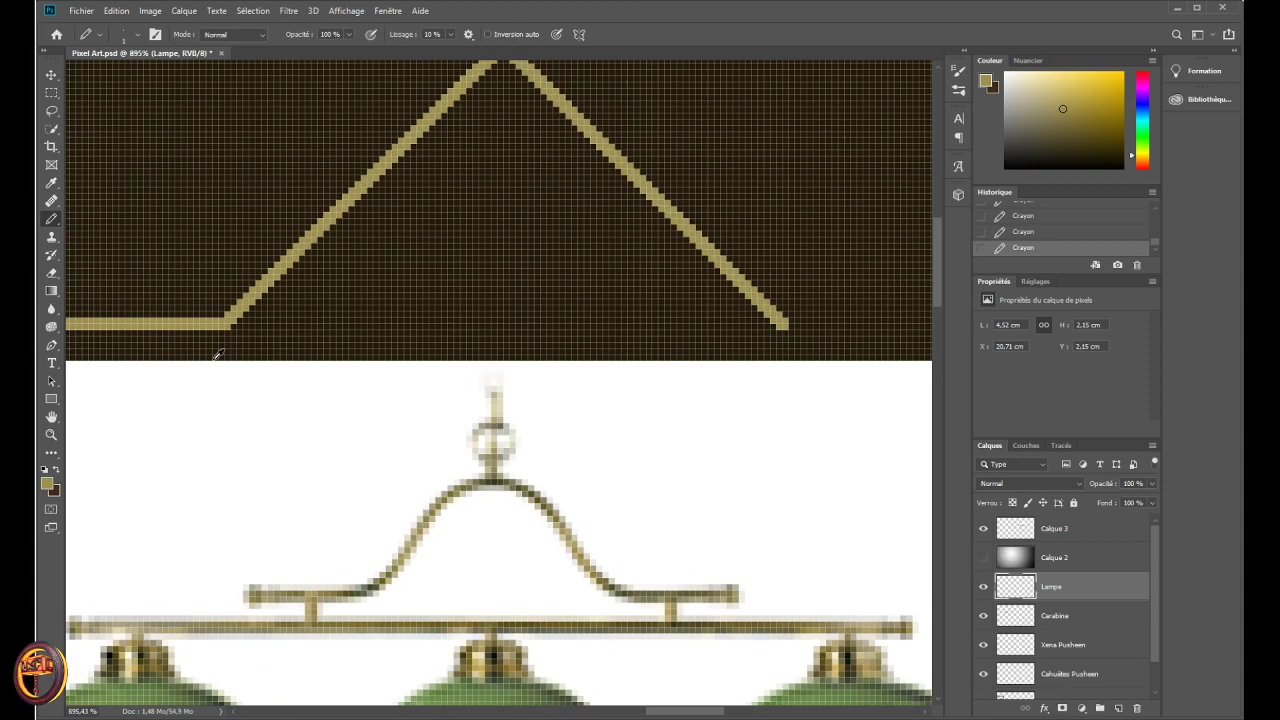 Ps Fichier Edition Image Calque Texte Sélection Filtre 3D Affichage Fenêtre Aide
1 Mode : Normal Opacité : 100 % Lissage : 10 % Inversion auto
Pixel Art.psd @ 895% (Lampe, RVB/8) *
Couleur Nuancier
Formation
Bibliothèqu...
Historique
Crayon
Crayon
Crayon
Propriétés Réglages
Propriétés du calque de pixels
L : 4,52 cm H : 2,15 cm
X : 20,71 cm Y : 2,15 cm
Calques Couches Tracés
Type
Normal Opacité : 100 %
Verrou : Fond : 100 %
Calque 3
Calque 2
Lampe
Carabine
Xena Pusheen
Cahuètes Pusheen
895,43 % Doc : 1,48 Mo/54,9 Mo